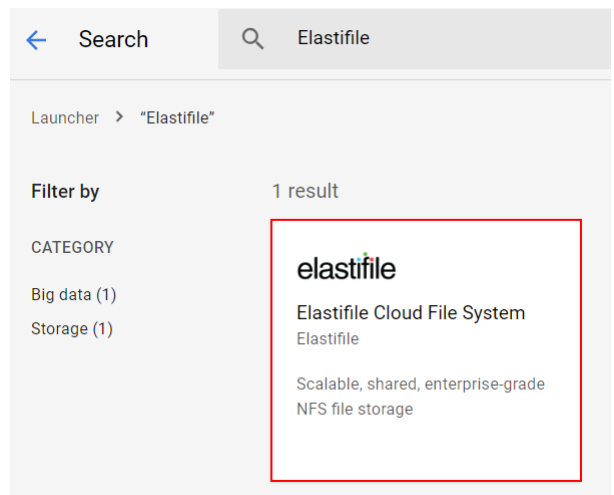 Search
Elastifile
Launcher > “Elastifile”
Filter by
1 result
CATEGORY
Big data (1)
Storage (1)
elastifile
Elastifile Cloud File System
Elastifile
Scalable, shared, enterprise-grade
NFS file storage